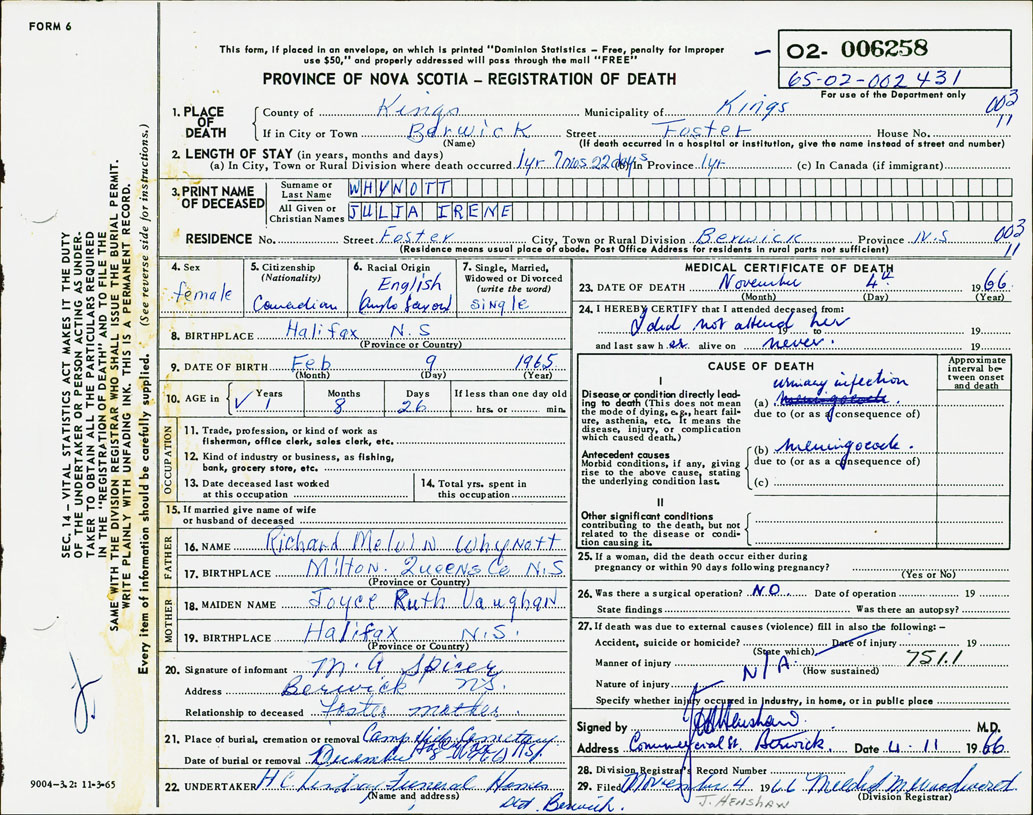 FORM 6
This form, if placed in an envelope, on which is printed "Dominion Statistics – Free, penalty for improper
use $50," and properly addressed will pass through the mail "FREE"
PROVINCE OF NOVA SCOTIA – REGISTRATION OF DEATH
02- 006258
65-02-002431
For use of the Department only
003
11
1. PLACE OF DEATH
County of Kings Municipality of Kings
If in City or Town Berwick Street Foster House No.
(Name) (If death occurred in a hospital or institution, give the name instead of street and number)
2. LENGTH OF STAY (in years, months and days)
(a) In City, Town or Rural Division where death occurred 1yr 7mos 22days (b) In Province 1yr (c) In Canada (if immigrant)
3. PRINT NAME OF DECEASED
Surname or Last Name WHYNOTT
All Given or Christian Names JULIA IRENE
RESIDENCE No. Street Foster City, Town or Rural Division Berwick Province N.S
(Residence means usual place of abode. Post Office Address for residents in rural parts not sufficient)
003
11
4. Sex
female
5. Citizenship
(Nationality)
Canadian
6. Racial Origin
English
Anglo Saxon
7. Single, Married,
Widowed or Divorced
(write the word)
single
8. BIRTHPLACE Halifax N.S
(Province or Country)
9. DATE OF BIRTH Feb 9 1965
(Month) (Day) (Year)
10. AGE in
Years Months Days If less than one day old
1 8 26 hrs. or min.
OCCUPATION
11. Trade, profession, or kind of work as
fisherman, office clerk, sales clerk, etc.
12. Kind of industry or business, as fishing,
bank, grocery store, etc.
13. Date deceased last worked
at this occupation
14. Total yrs. spent in
this occupation
15. If married give name of wife
or husband of deceased
FATHER
16. NAME Richard Melvin Whynott
17. BIRTHPLACE Milton. Queens Co N.S
(Province or Country)
MOTHER
18. MAIDEN NAME Joyce Ruth Vaughan
19. BIRTHPLACE Halifax N.S.
(Province or Country)
20. Signature of informant M. A Spicer
Address Berwick NS.
Relationship to deceased Foster mother.
21. Place of burial, cremation or removal Camp Hill Cemetery
Date of burial or removal December 8
22. UNDERTAKER Funeral Homes
(Name and address)
Berwick.
MEDICAL CERTIFICATE OF DEATH
23. DATE OF DEATH November 4th 1966
(Month) (Day) (Year)
24. I HEREBY CERTIFY that I attended deceased from:
I did not attend her
19 to 19
and last saw her alive on never. 19
CAUSE OF DEATH
Approximate interval between onset and death
I
Disease or condition directly leading to death (This does not mean the mode of dying, e.g., heart failure, asthenia, etc. It means the disease, injury, or complication which caused death.)
urinary infection
(a)
due to (or as a consequence of)
Antecedent causes
Morbid conditions, if any, giving rise to the above cause, stating the underlying condition last.
(b) meningococc.
due to (or as a consequence of)
(c)
II
Other significant conditions
contributing to the death, but not related to the disease or condition causing it.
25. If a woman, did the death occur either during
pregnancy or within 90 days following pregnancy?
(Yes or No)
26. Was there a surgical operation? NO. Date of operation 19
State findings Was there an autopsy?
27. If death was due to external causes (violence) fill in also the following: –
Accident, suicide or homicide? Date of injury 19
(State which)
Manner of injury N/A. 751.1
(How sustained)
Nature of injury
Specify whether injury occurred in industry, in home, or in public place
Signed by Henshaw M.D.
Address Commercial St. Berwick. Date 4 · 11 1966
28. Division Registrar's Record Number
29. Filed November 4 1966
(Division Registrar)
J. HENSHAW
SEC. 14 – VITAL STATISTICS ACT MAKES IT THE DUTY
OF THE UNDERTAKER OR PERSON ACTING AS UNDER-
TAKER TO OBTAIN ALL THE PARTICULARS REQUIRED
IN THE "REGISTRATION OF DEATH" AND TO FILE THE
SAME WITH THE DIVISION REGISTRAR WHO SHALL ISSUE THE BURIAL PERMIT.
WRITE PLAINLY WITH UNFADING INK. THIS IS A PERMANENT RECORD.
Every item of information should be carefully supplied. (See reverse side for instructions.)
9004-3.2: 11-3-65